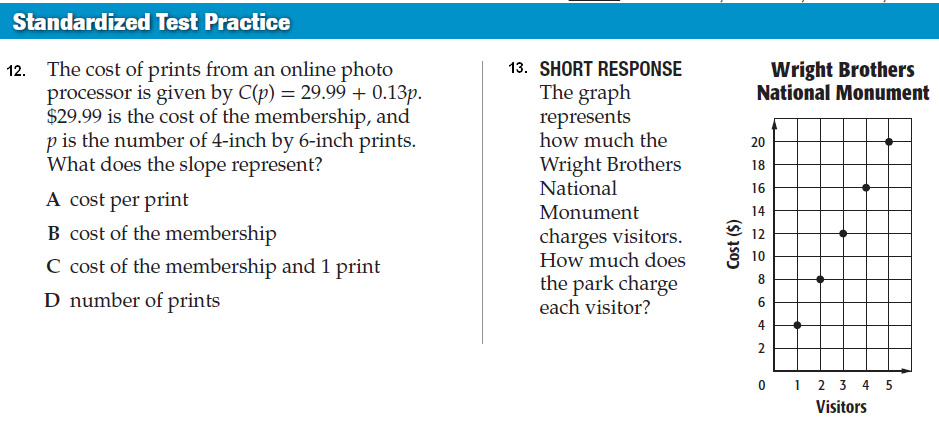 Standardized Test Practice
12. The cost of prints from an online photo
processor is given by C(p) = 29.99 + 0.13p.
$29.99 is the cost of the membership, and
p is the number of 4-inch by 6-inch prints.
What does the slope represent?
A cost per print
B cost of the membership
C cost of the membership and 1 print
D number of prints
13. SHORT RESPONSE
The graph
represents
how much the
Wright Brothers
National
Monument
charges visitors.
How much does
the park charge
each visitor?
Wright Brothers
National Monument
Cost ($)
20
18
16
14
12
10
8
6
4
2
0 1 2 3 4 5
Visitors